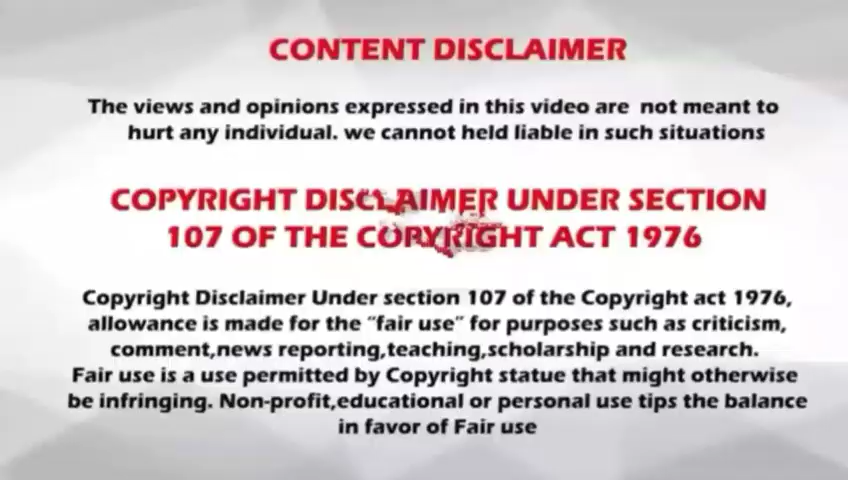 CONTENT DISCLAIMER
The views and opinions expressed in this video are not meant to
hurt any individual. we cannot held liable in such situations
COPYRIGHT DISCLAIMER UNDER SECTION
107 OF THE COPYRIGHT ACT 1976
Copyright Disclaimer Under section 107 of the Copyright act 1976,
allowance is made for the "fair use" for purposes such as criticism,
comment,news reporting,teaching,scholarship and research.
Fair use is a use permitted by Copyright statue that might otherwise
be infringing. Non-profit,educational or personal use tips the balance
in favor of Fair use